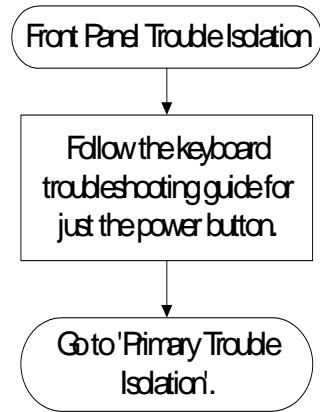 Front Panel Trouble Isolation
Follow the keyboard
troubleshooting guide for
just the power button.
Go to 'Primary Trouble
Isolation'.